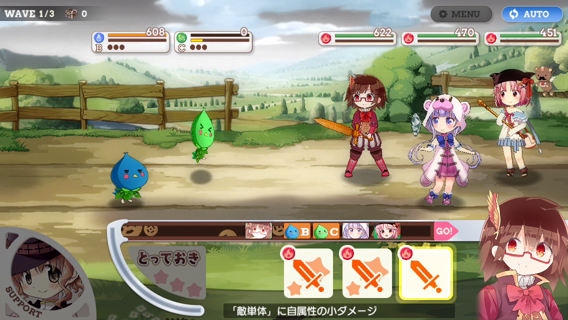 WAVE 1/3 0
MENU
AUTO
608
B
0
C
622
470
451
B C GO!
とっておき
SUPPORT
「敵単体」に自属性の小ダメージ